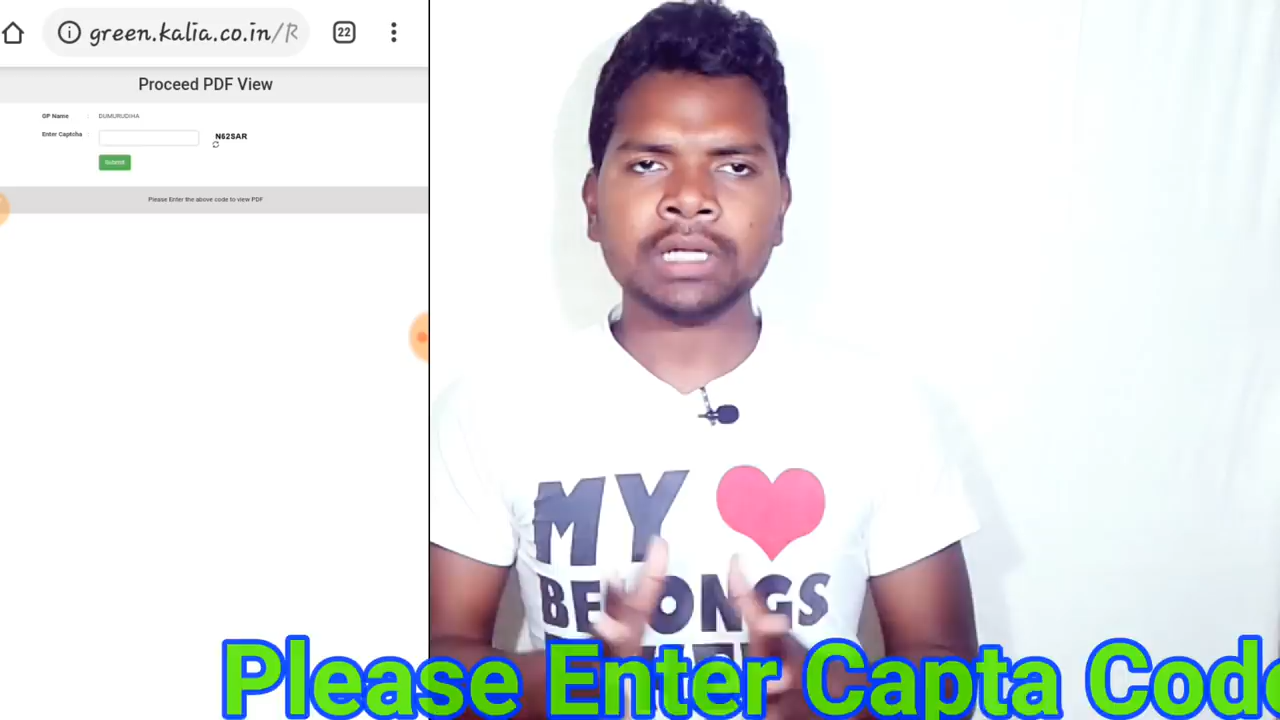 green.kalia.co.in/R
22
Proceed PDF View
GP Name : DUMURUDIHA
Enter Captcha : N62SAR
Submit
Please Enter the above code to view PDF
MY
BELONGS
Please Enter Capta Code